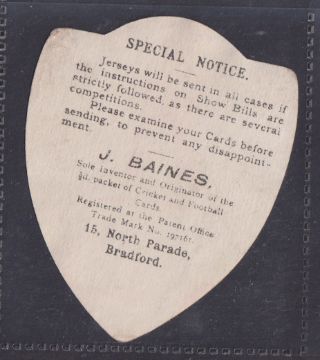 SPECIAL NOTICE.
Jerseys will be sent in all cases if
the instructions on Show Bills are
strictly followed, as there are several
competitions.
Please examine your Cards before
sending, to prevent any disappoint-
ment.
J. BAINES,
Sole Inventor and Originator of the
½d. packet of Cricket and Football
Cards.
Registered at the Patent Office
Trade Mark No. 197161.
15, North Parade,
Bradford.